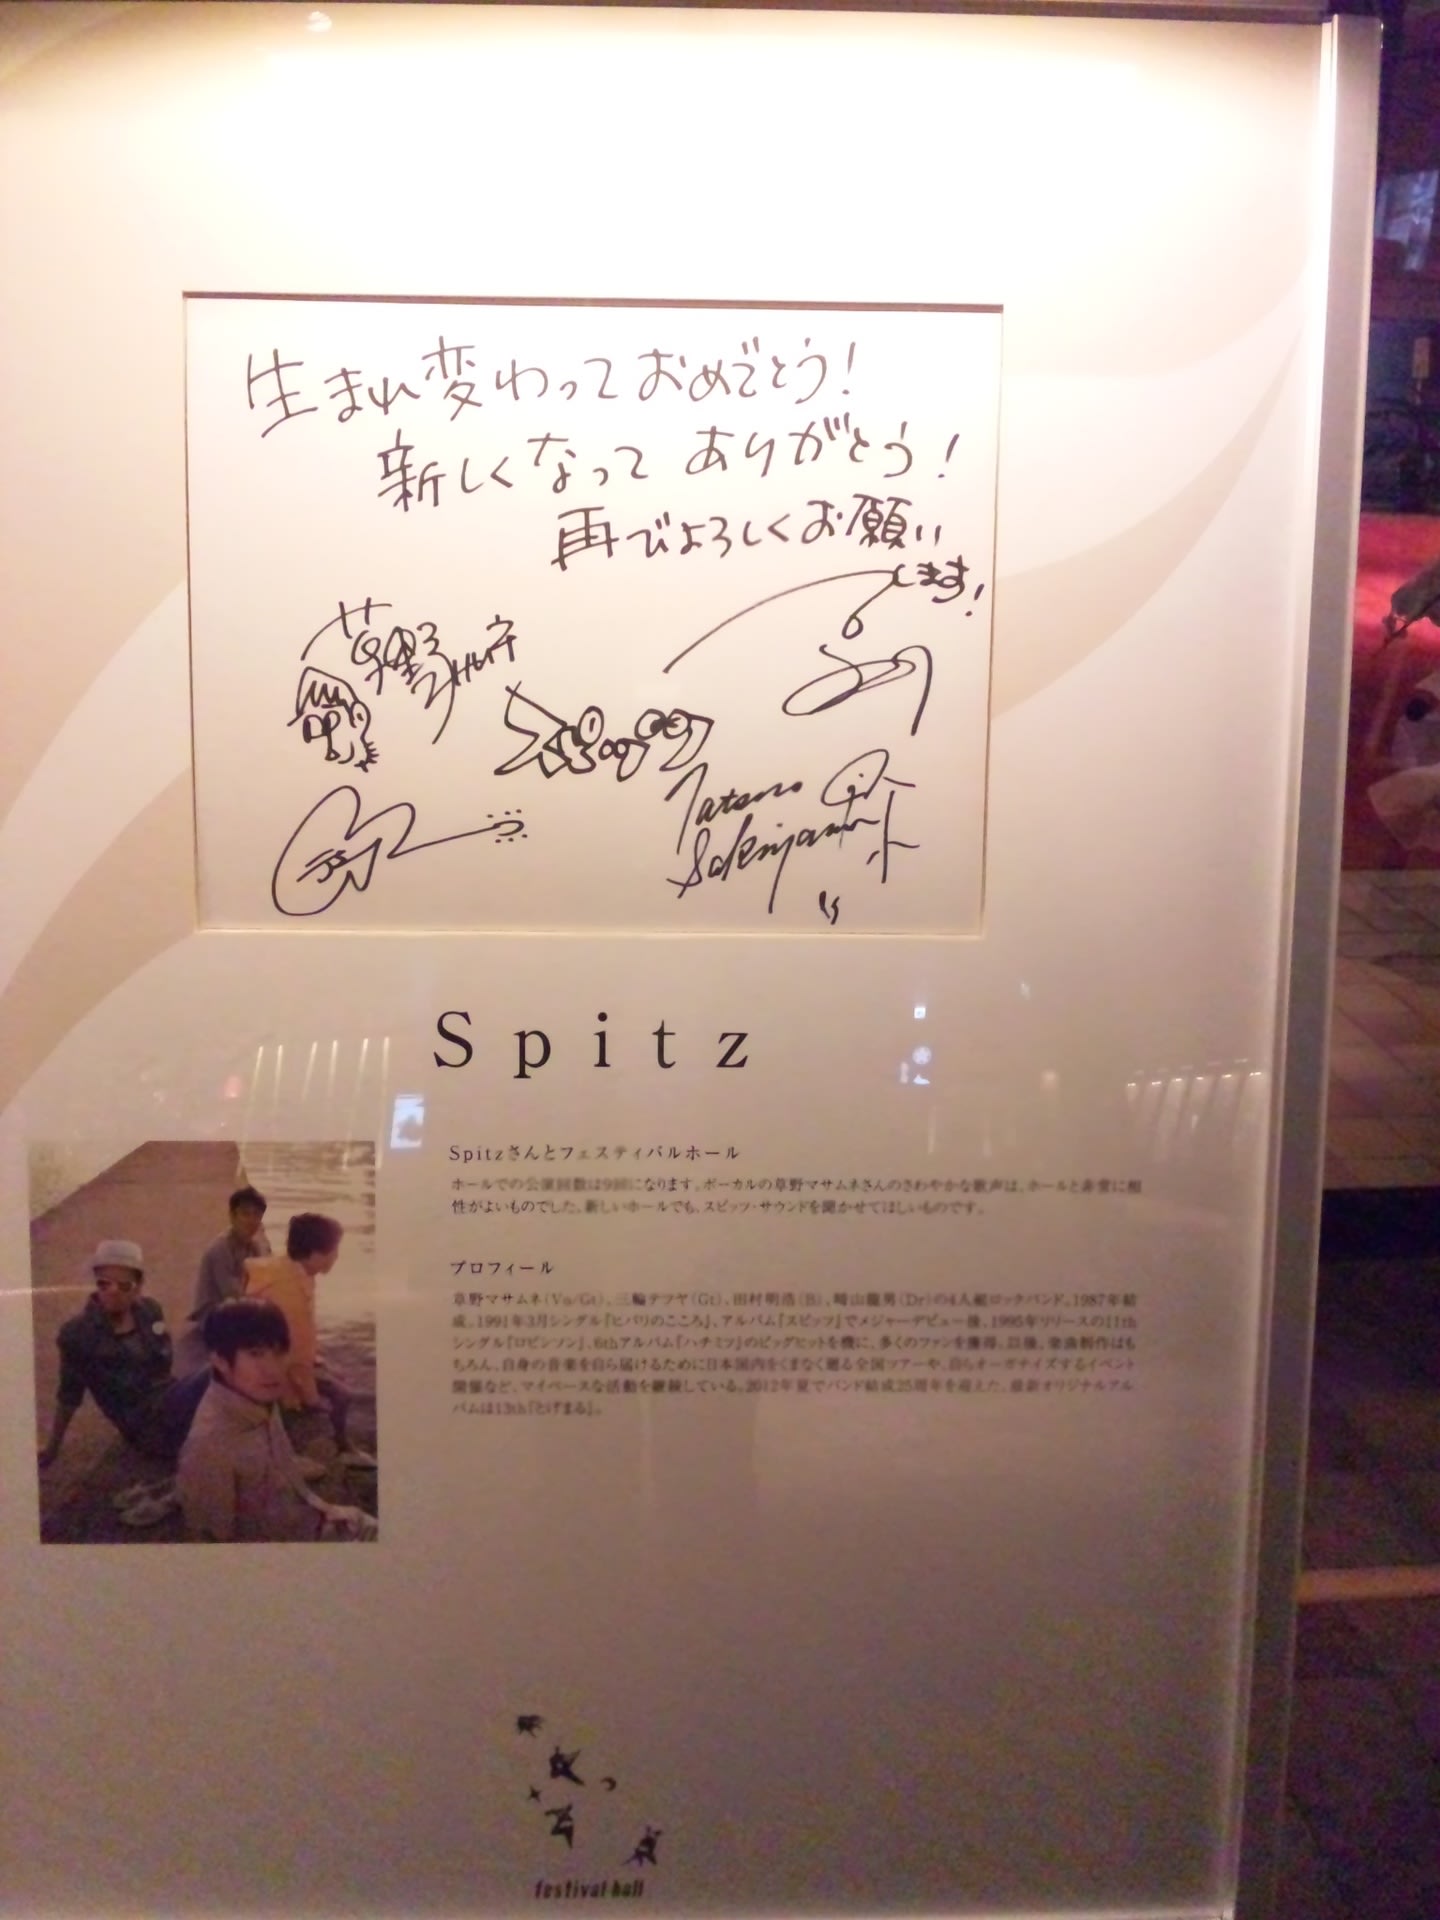 生まれ変わっておめでとう!
新しくなってありがとう!
再びよろしくお願い
します!
草野マサムネ
スピッツ
Tatsuo
Sakiyama
Spitz
Spitzさんとフェスティバルホール
ホールでの公演回数は9回になります。ボーカルの草野マサムネさんのさわやかな歌声は、ホールと非常に相
性がよいものでした。新しいホールでも、スピッツ・サウンドを聞かせてほしいものです。
プロフィール
草野マサムネ(Vo/Gt)、三輪テツヤ(Gt)、田村明浩(B)、﨑山龍男(Dr)の4人組ロックバンド。1987年結
成。1991年3月シングル『ヒバリのこころ』、アルバム『スピッツ』でメジャーデビュー後、1995年リリースの11th
シングル『ロビンソン』、6thアルバム『ハチミツ』のビッグヒットを機に、多くのファンを獲得。以後、楽曲制作はも
ちろん、自身の音楽を自ら届けるために日本国内をくまなく廻る全国ツアーや、自らオーガナイズするイベント
開催など、マイペースな活動を継続している。2012年夏でバンド結成25周年を迎えた。最新オリジナルアル
バムは13th『とげまる』。
festival hall